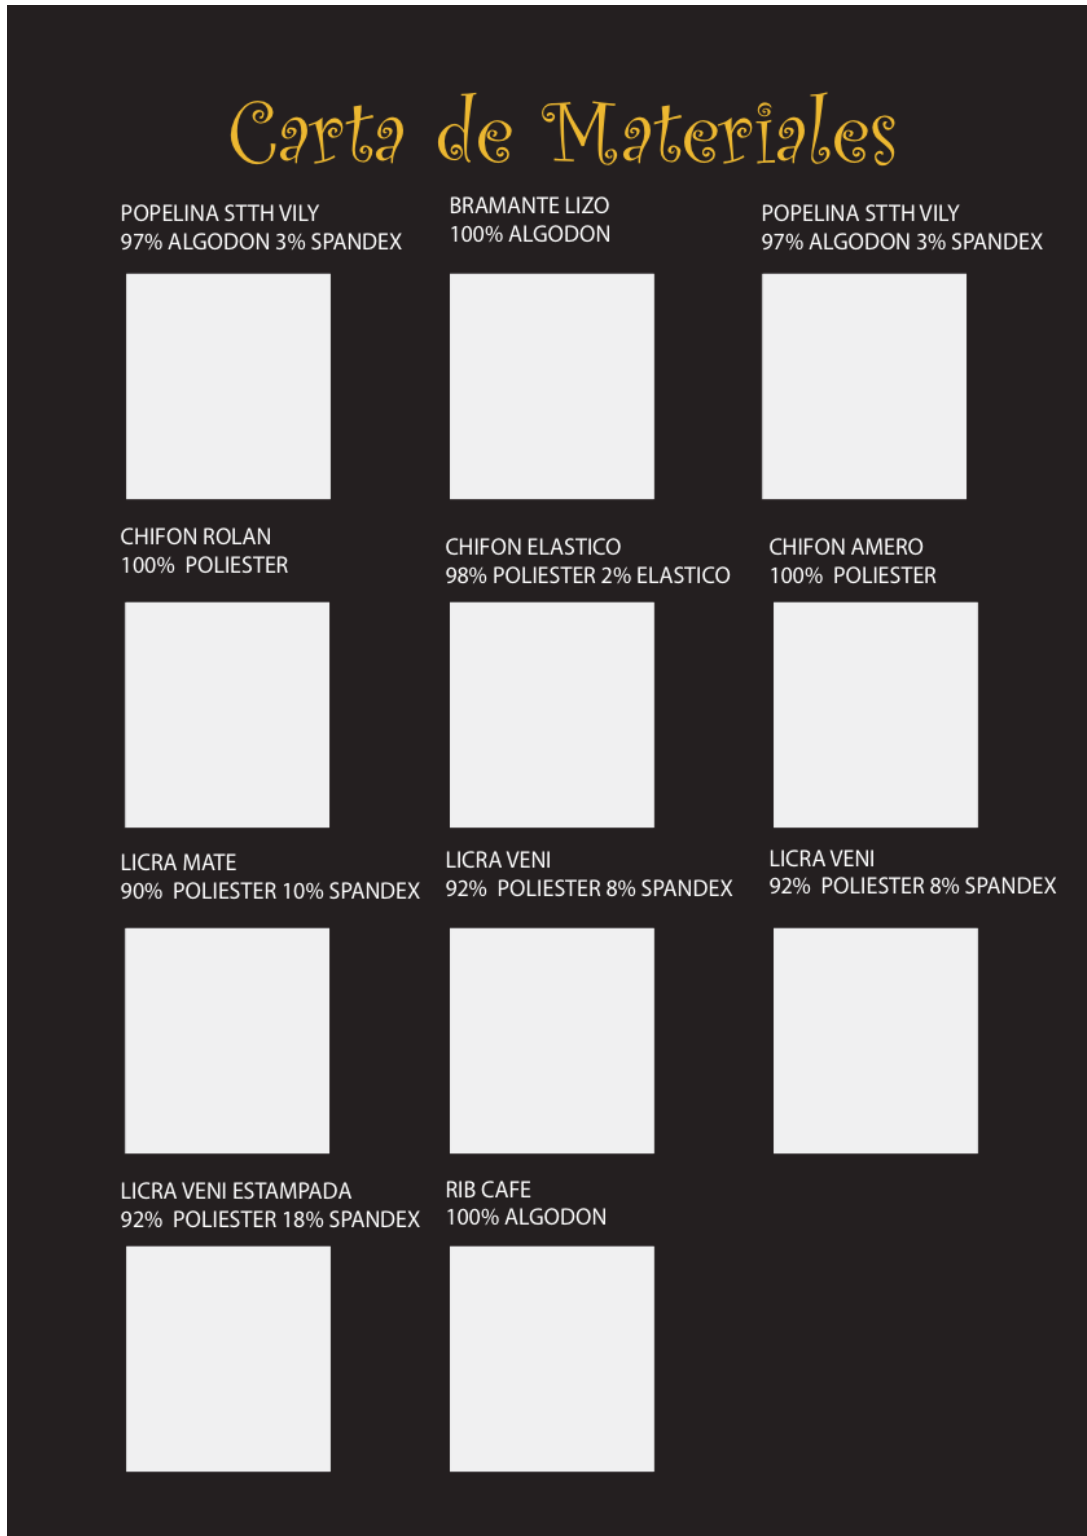 Carta de Materiales
POPELINA STTH VILY
97% ALGODON 3% SPANDEX
BRAMANTE LIZO
100% ALGODON
POPELINA STTH VILY
97% ALGODON 3% SPANDEX
CHIFON ROLAN
100% POLIESTER
CHIFON ELASTICO
98% POLIESTER 2% ELASTICO
CHIFON AMERO
100% POLIESTER
LICRA MATE
90% POLIESTER 10% SPANDEX
LICRA VENI
92% POLIESTER 8% SPANDEX
LICRA VENI
92% POLIESTER 8% SPANDEX
LICRA VENI ESTAMPADA
92% POLIESTER 18% SPANDEX
RIB CAFE
100% ALGODON